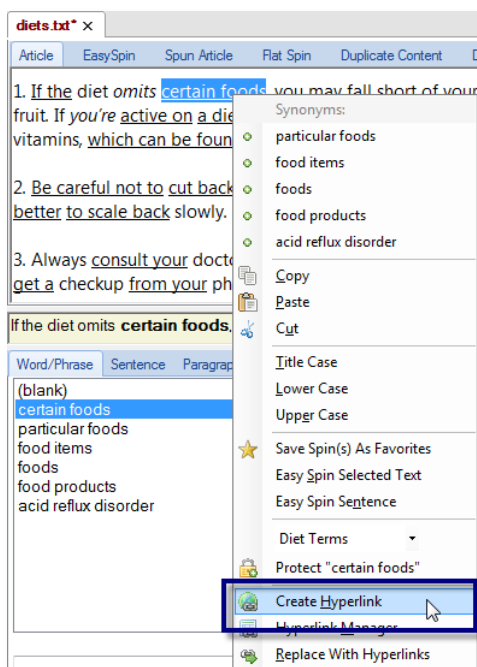 diets.txt* ×
Article EasySpin Spun Article Flat Spin Duplicate Content
1. If the diet omits certain foods, you may fall short of your
fruit. If you're active on a die
vitamins, which can be foun
2. Be careful not to cut back
better to scale back slowly.
3. Always consult your docto
get a checkup from your ph
Synonyms:
particular foods
food items
foods
food products
acid reflux disorder
Copy
Paste
Cut
Title Case
Lower Case
Upper Case
Save Spin(s) As Favorites
Easy Spin Selected Text
Easy Spin Sentence
Diet Terms
Protect "certain foods"
Create Hyperlink
Hyperlink Manager
Replace With Hyperlinks
If the diet omits certain foods,
Word/Phrase Sentence Paragrap
(blank)
certain foods
particular foods
food items
foods
food products
acid reflux disorder